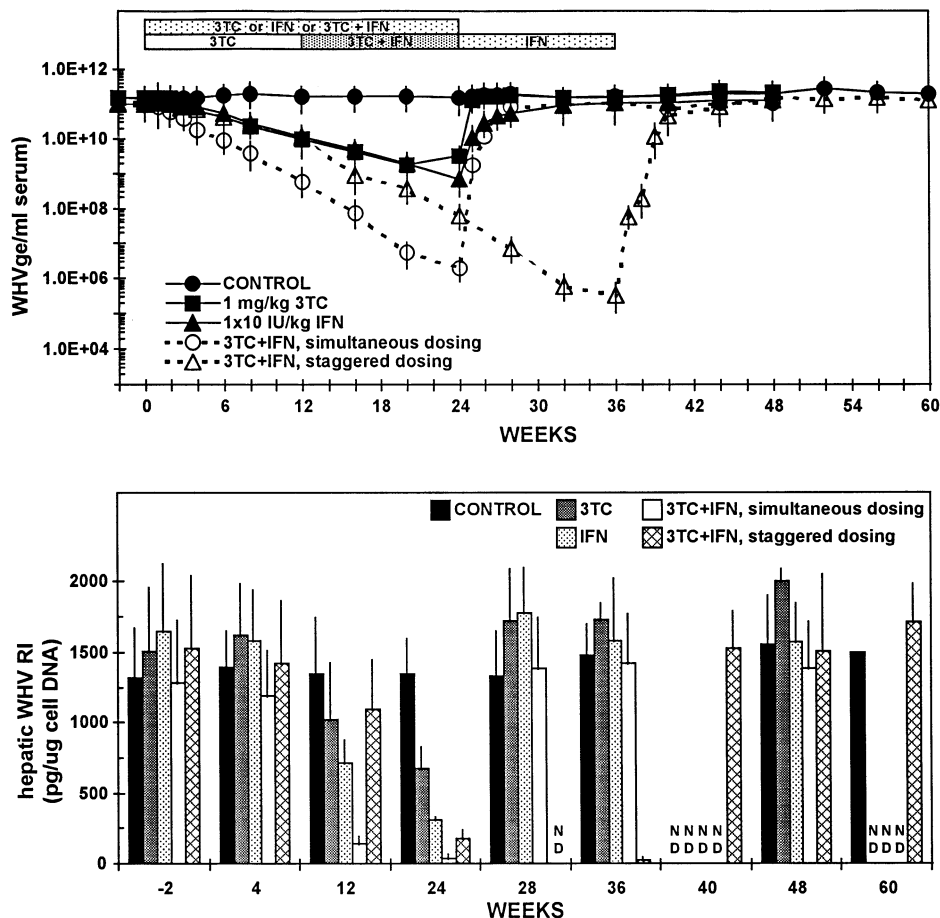 3TC or IFN or 3TC + IFN
3TC 3TC + IFN IFN
1.0E+12
1.0E+10
1.0E+08
1.0E+06
1.0E+04
WHVge/ml serum
CONTROL
1 mg/kg 3TC
1x10 IU/kg IFN
3TC+IFN, simultaneous dosing
3TC+IFN, staggered dosing
0 6 12 18 24 30 36 42 48 54 60
WEEKS
CONTROL 3TC 3TC+IFN, simultaneous dosing
IFN 3TC+IFN, staggered dosing
2000
1500
1000
500
0
hepatic WHV RI
(pg/ug cell DNA)
N
D
N N N N
D D D D
N N N
D D D
-2 4 12 24 28 36 40 48 60
WEEKS